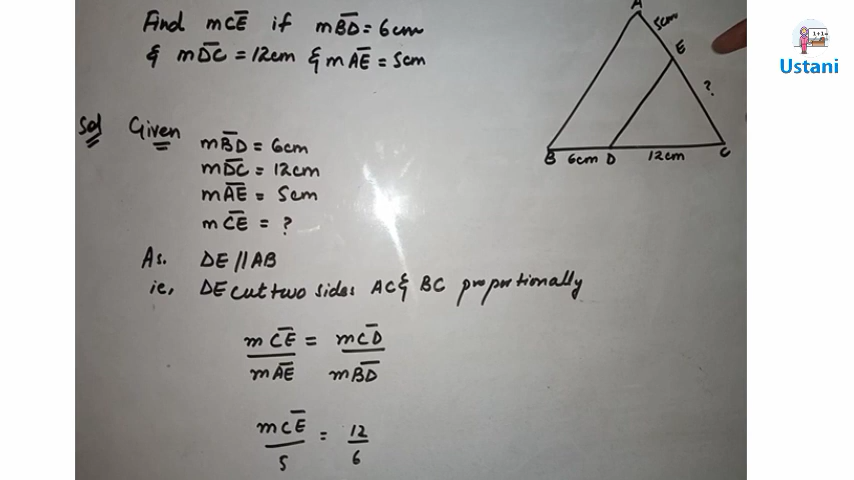 Find mCE̅ if mBD̅ = 6cm
& mDC̅ = 12cm & mAE̅ = 5cm
Sol Given
mBD̅ = 6cm
mDC̅ = 12cm
mAE̅ = 5cm
mCE̅ = ?
As. DE // AB
ie, DE cut two sides AC & BC proportionally
mCE̅ / mAE̅ = mCD̅ / mBD̅
mCE̅ / 5 = 12 / 6
A
5cm
E
?
B 6cm D 12cm C
1+1=
Ustani